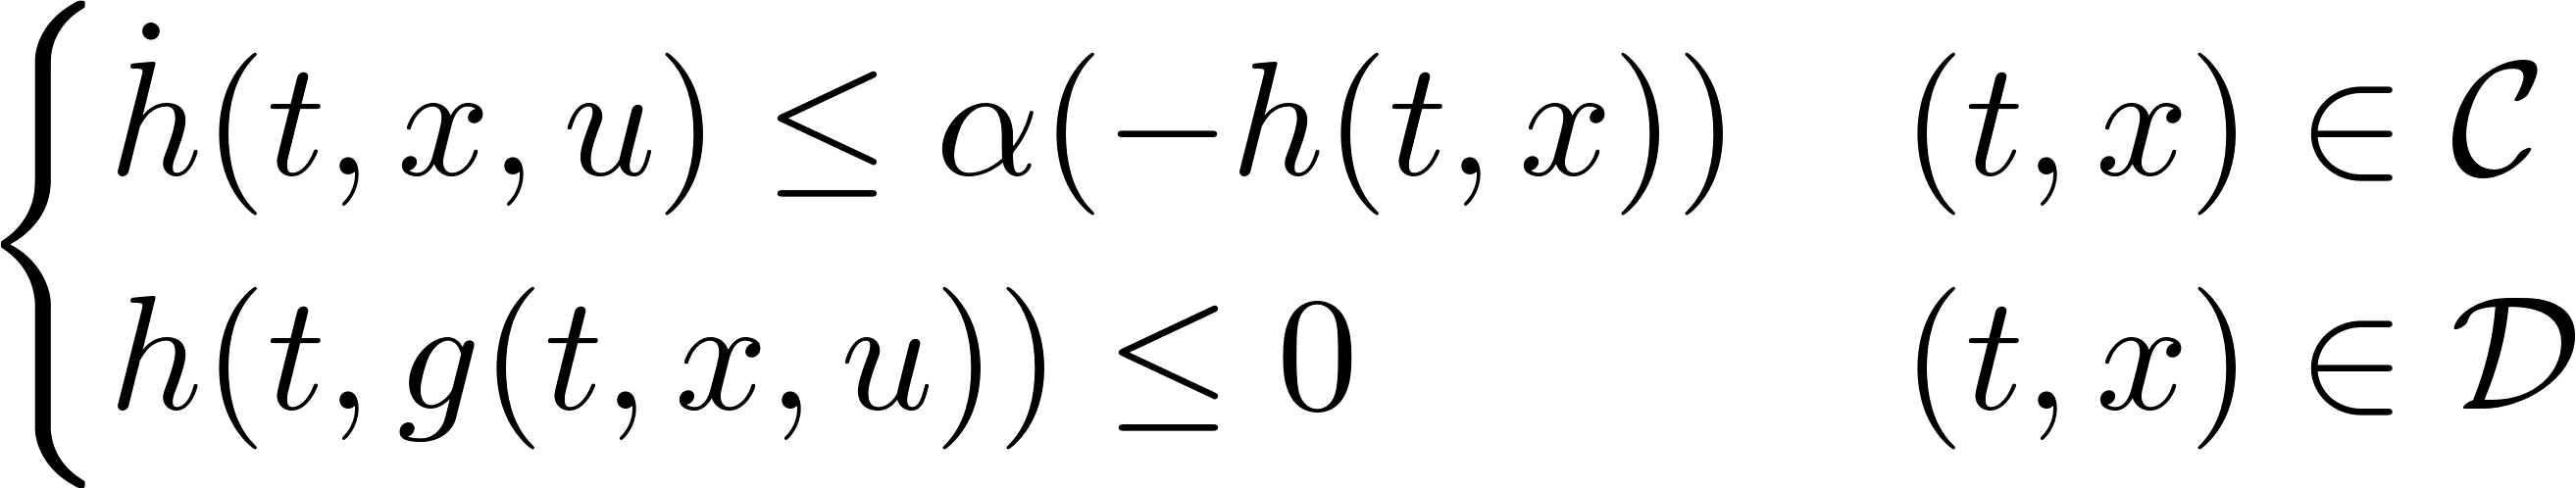 ḣ(t, x, u) ≤ α(−h(t, x)) (t, x) ∈ 𝒞
h(t, g(t, x, u)) ≤ 0 (t, x) ∈ 𝒟